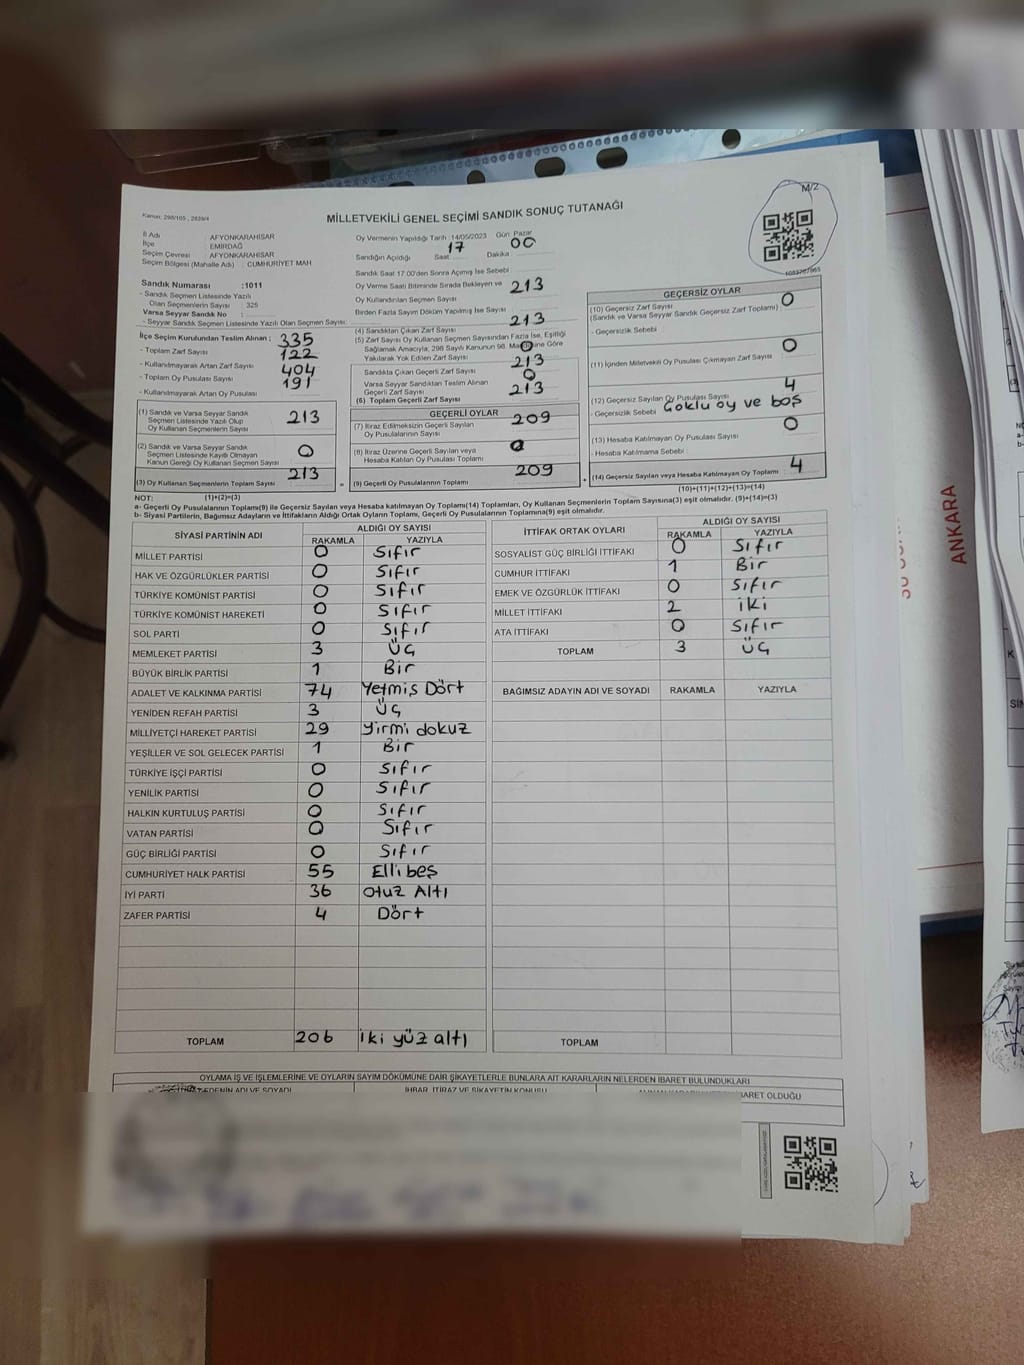 M/2
Kanun: 298/105 , 2839/4
MİLLETVEKİLİ GENEL SEÇİMİ SANDIK SONUÇ TUTANAĞI
İl Adı : AFYONKARAHİSAR
İlçe : EMİRDAĞ
Seçim Çevresi : AFYONKARAHİSAR
Seçim Bölgesi (Mahalle Adı) : CUMHURİYET MAH
Sandık Numarası :1011
- Sandık Seçmen Listesinde Yazılı
Olan Seçmenlerin Sayısı : 325
Varsa Seyyar Sandık No :
- Seyyar Sandık Seçmen Listesinde Yazılı Olan Seçmen Sayısı:
İlçe Seçim Kurulundan Teslim Alınan :
- Toplam Zarf Sayısı 335
- Kullanılmayarak Artan Zarf Sayısı 122
- Toplam Oy Pusulası Sayısı 404
- Kullanılmayarak Artan Oy Pusulası 191
Oy Vermenin Yapıldığı Tarih :14/05/2023 Gün Pazar
Sandığın Açıldığı Saat 17 Dakika 00
Sandık Saat 17.00'den Sonra Açılmış İse Sebebi
Oy Verme Saati Bitiminde Sırada Bekleyen ve
Oy Kullandırılan Seçmen Sayısı 213
Birden Fazla Sayım Döküm Yapılmış İse Sayısı
(4) Sandıktan Çıkan Zarf Sayısı 213
(5) Zarf Sayısı Oy Kullanan Seçmen Sayısından Fazla İse, Eşitliği
Sağlamak Amacıyla; 298 Sayılı Kanunun 98. Maddesine Göre
Yakılarak Yok Edilen Zarf Sayısı 0
Sandıkta Çıkan Geçerli Zarf Sayısı 213
Varsa Seyyar Sandıktan Teslim Alınan
Geçerli Zarf Sayısı 0
(6) Toplam Geçerli Zarf Sayısı 213
GEÇERSİZ OYLAR
(10) Geçersiz Zarf Sayısı
(Sandık ve Varsa Seyyar Sandık Geçersiz Zarf Toplamı) 0
- Geçersizlik Sebebi :
(11) İçinden Milletvekili Oy Pusulası Çıkmayan Zarf Sayısı 0
(12) Geçersiz Sayılan Oy Pusulası Sayısı 4
- Geçersizlik Sebebi Çoklu oy ve boş
(13) Hesaba Katılmayan Oy Pusulası Sayısı 0
- Hesaba Katılmama Sebebi :
(14) Geçersiz Sayılan veya Hesaba Katılmayan Oy Toplamı 4
(10)+(11)+(12)+(13)=(14)
(1) Sandık ve Varsa Seyyar Sandık
Seçmen Listesinde Yazılı Olup
Oy Kullanan Seçmenlerin Sayısı 213
(2) Sandık ve Varsa Seyyar Sandık
Seçmen Listesinde Kayıtlı Olmayan
Kanun Gereği Oy Kullanan Seçmen Sayısı 0
(3) Oy Kullanan Seçmenlerin Toplam Sayısı 213
=
GEÇERLİ OYLAR
(7) İtiraz Edilmeksizin Geçerli Sayılan
Oy Pusulalarının Sayısı 209
(8) İtiraz Üzerine Geçerli Sayılan veya
Hesaba Katılan Oy Pusulası Toplamı 0
(9) Geçerli Oy Pusulalarının Toplamı 209
+
NOT: (1)+(2)=(3)
a- Geçerli Oy Pusulalarının Toplamı(9) ile Geçersiz Sayılan veya Hesaba katılmayan Oy Toplamı(14) Toplamları, Oy Kullanan Seçmenlerin Toplam Sayısına(3) eşit olmalıdır. (9)+(14)=(3)
b- Siyasi Partilerin, Bağımsız Adayların ve İttifakların Aldığı Ortak Oyların Toplamı, Geçerli Oy Pusulalarının Toplamına(9) eşit olmalıdır.
SİYASİ PARTİNİN ADI ALDIĞI OY SAYISI
RAKAMLA YAZIYLA
MİLLET PARTİSİ 0 Sıfır
HAK VE ÖZGÜRLÜKLER PARTİSİ 0 Sıfır
TÜRKİYE KOMÜNİST PARTİSİ 0 Sıfır
TÜRKİYE KOMÜNİST HAREKETİ 0 Sıfır
SOL PARTİ 0 Sıfır
MEMLEKET PARTİSİ 3 Üç
BÜYÜK BİRLİK PARTİSİ 1 Bir
ADALET VE KALKINMA PARTİSİ 74 Yetmiş Dört
YENİDEN REFAH PARTİSİ 3 Üç
MİLLİYETÇİ HAREKET PARTİSİ 29 Yirmi dokuz
YEŞİLLER VE SOL GELECEK PARTİSİ 1 Bir
TÜRKİYE İŞÇİ PARTİSİ 0 Sıfır
YENİLİK PARTİSİ 0 Sıfır
HALKIN KURTULUŞ PARTİSİ 0 Sıfır
VATAN PARTİSİ 0 Sıfır
GÜÇ BİRLİĞİ PARTİSİ 0 Sıfır
CUMHURİYET HALK PARTİSİ 55 Elli beş
İYİ PARTİ 36 Otuz Altı
ZAFER PARTİSİ 4 Dört
TOPLAM 206 iki yüz altı
İTTİFAK ORTAK OYLARI ALDIĞI OY SAYISI
RAKAMLA YAZIYLA
SOSYALİST GÜÇ BİRLİĞİ İTTİFAKI 0 Sıfır
CUMHUR İTTİFAKI 1 Bir
EMEK VE ÖZGÜRLÜK İTTİFAKI 0 Sıfır
MİLLET İTTİFAKI 2 iki
ATA İTTİFAKI 0 Sıfır
TOPLAM 3 Üç
BAĞIMSIZ ADAYIN ADI VE SOYADI RAKAMLA YAZIYLA
TOPLAM
OYLAMA İŞ VE İŞLEMLERİNE VE OYLARIN SAYIM DÖKÜMÜNE DAİR ŞİKAYETLERLE BUNLARA AİT KARARLARIN NELERDEN İBARET BULUNDUKLARI
İHBAR, İTİRAZ VE ŞİKAYETİN KONUSU
ANKARA